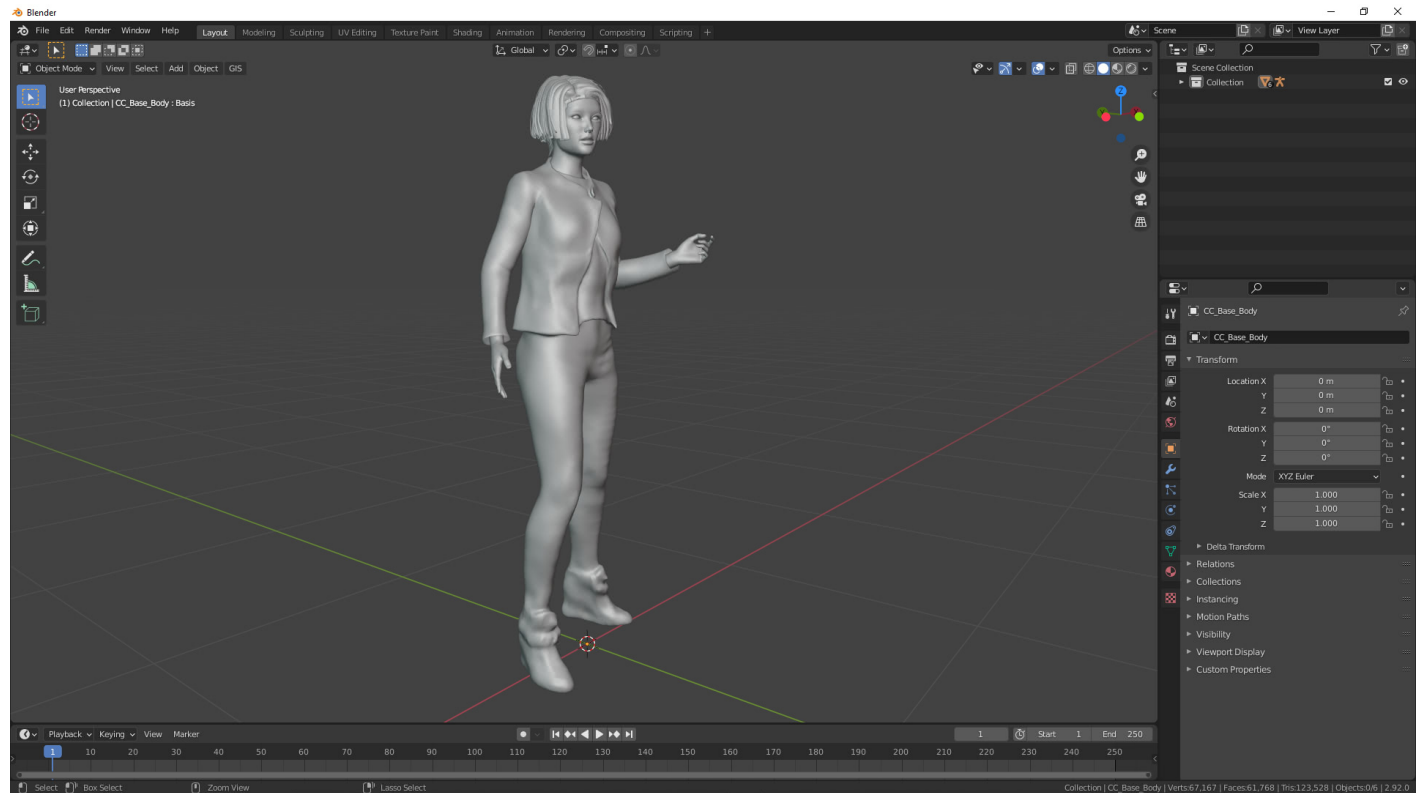 Blender
File Edit Render Window Help Layout Modeling Sculpting UV Editing Texture Paint Shading Animation Rendering Compositing Scripting + Scene View Layer
Global Options
Object Mode View Select Add Object GIS
User Perspective
(1) Collection | CC_Base_Body : Basis
Z
Scene Collection
Collection 6
CC_Base_Body
CC_Base_Body
Transform
Location X 0 m
Y 0 m
Z 0 m
Rotation X 0°
Y 0°
Z 0°
Mode XYZ Euler
Scale X 1.000
Y 1.000
Z 1.000
Delta Transform
Relations
Collections
Instancing
Motion Paths
Visibility
Viewport Display
Custom Properties
Playback Keying View Marker 1 Start 1 End 250
1 10 20 30 40 50 60 70 80 90 100 110 120 130 140 150 160 170 180 190 200 210 220 230 240 250
Select Box Select Zoom View Lasso Select Collection | CC_Base_Body | Verts:67,167 | Faces:61,768 | Tris:123,528 | Objects:0/6 | 2.92.0